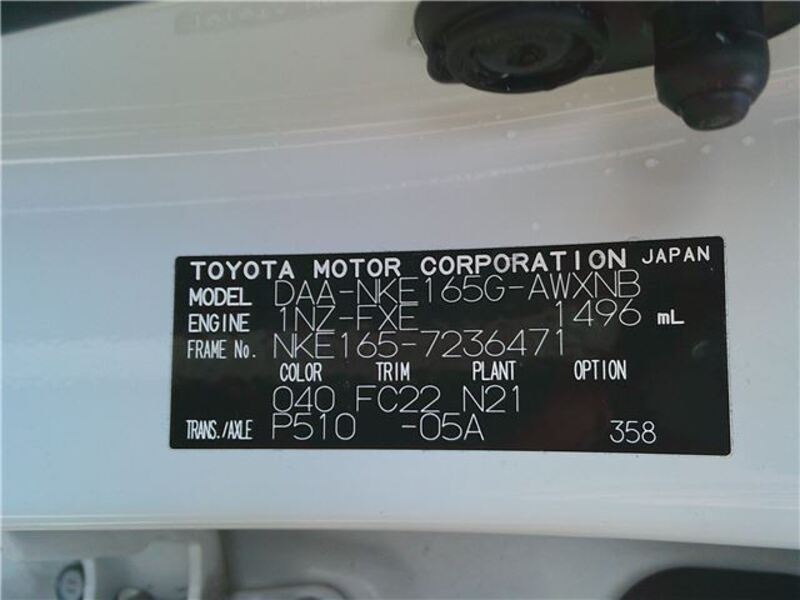 TOYOTA MOTOR CORPORATION JAPAN
MODEL DAA-NKE165G-AWXNB
ENGINE 1NZ-FXE 1496 mL
FRAME No. NKE165-7236471
COLOR TRIM PLANT OPTION
040 FC22 N21
TRANS./AXLE P510 -05A 358